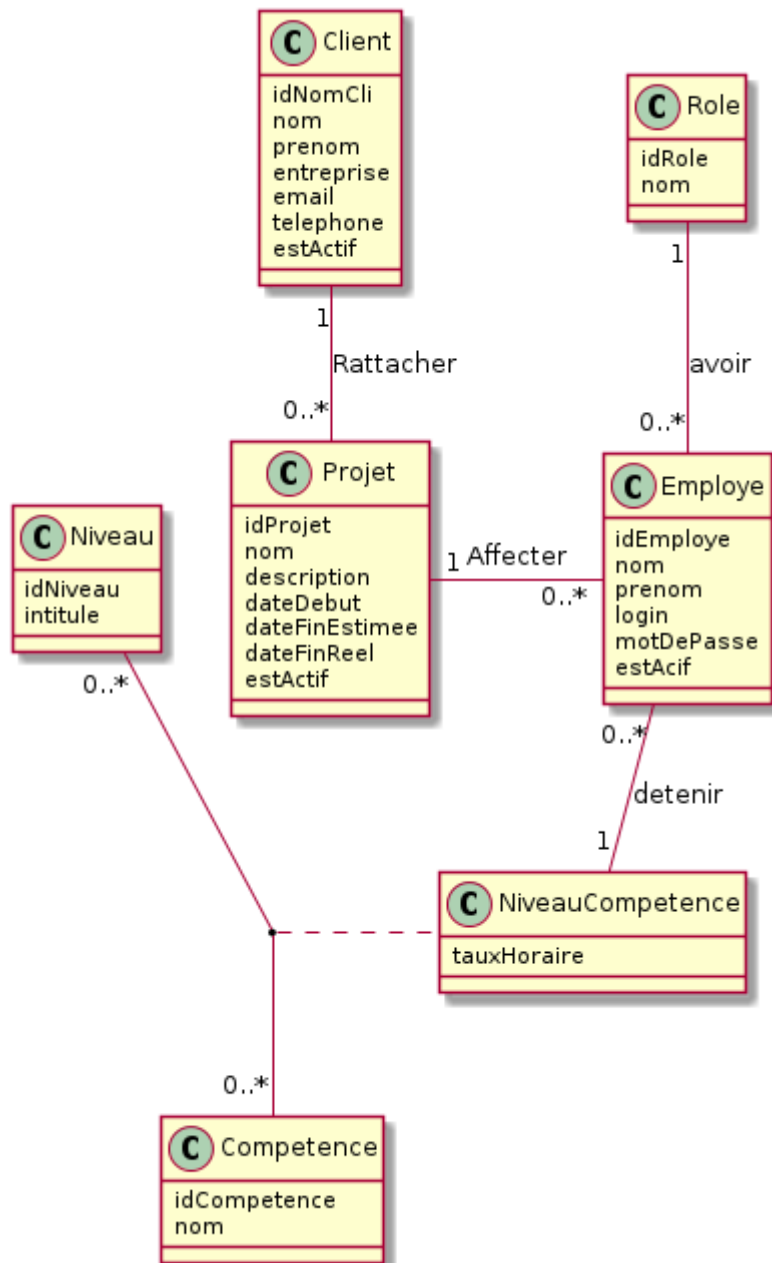 C Client
idNomCli
nom
prenom
entreprise
email
telephone
estActif
C Role
idRole
nom
1
Rattacher
0..*
1
avoir
0..*
C Niveau
idNiveau
intitule
C Projet
idProjet
nom
description
dateDebut
dateFinEstimee
dateFinReel
estActif
1 Affecter
0..*
C Employe
idEmploye
nom
prenom
login
motDePasse
estAcif
0..*
0..*
detenir
1
C NiveauCompetence
tauxHoraire
0..*
C Competence
idCompetence
nom